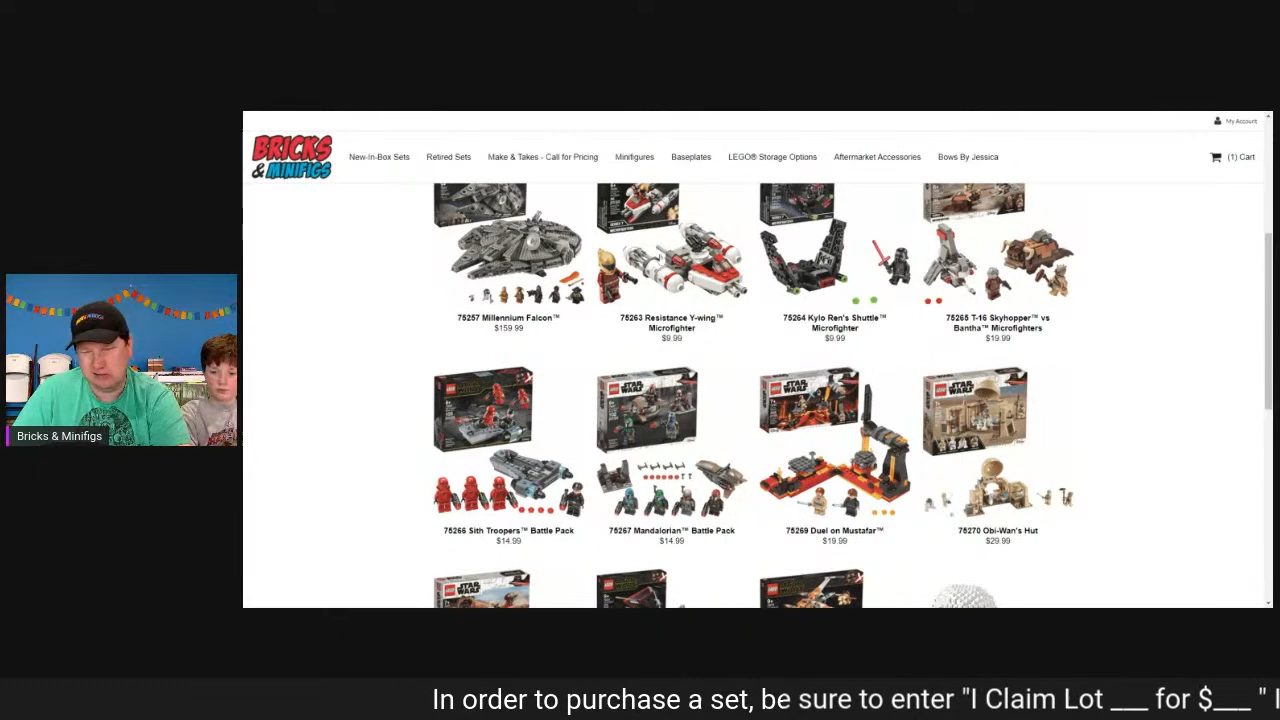 My Account
BRICKS
& MINIFIGS
New-In-Box Sets Retired Sets Make & Takes - Call for Pricing Minifigures Baseplates LEGO® Storage Options Aftermarket Accessories Bows By Jessica (1) Cart
75257 Millennium Falcon™
$159.99
75263 Resistance Y-wing™
Microfighter
$9.99
75264 Kylo Ren's Shuttle™
Microfighter
$9.99
75265 T-16 Skyhopper™ vs
Bantha™ Microfighters
$19.99
75266 Sith Troopers™ Battle Pack
$14.99
75267 Mandalorian™ Battle Pack
$14.99
75269 Duel on Mustafar™
$19.99
75270 Obi-Wan's Hut
$29.99
Bricks & Minifigs
In order to purchase a set, be sure to enter "I Claim Lot ___ for $___ "